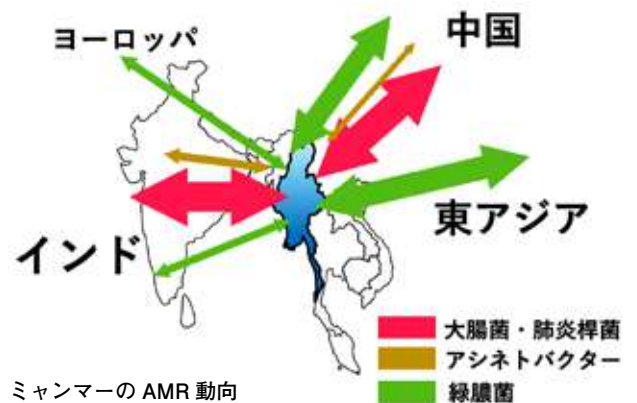 ヨーロッパ
中国
インド
東アジア
大腸菌・肺炎桿菌
アシネトバクター
緑膿菌
ミャンマーの AMR 動向